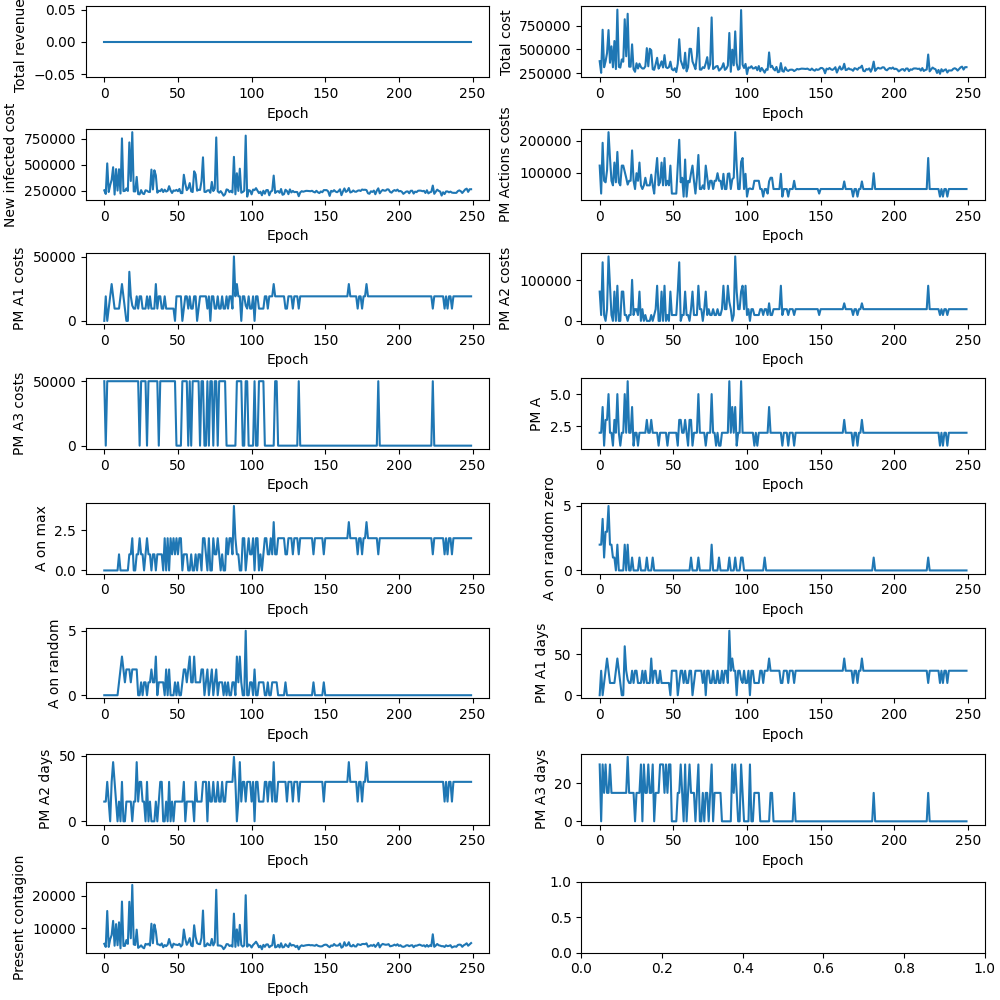 Total revenue
0.05
0.00
−0.05
0 50 100 150 200 250
Epoch
Total cost
750000
500000
250000
0 50 100 150 200 250
Epoch
New infected cost
750000
500000
250000
0 50 100 150 200 250
Epoch
PM Actions costs
200000
100000
0 50 100 150 200 250
Epoch
PM A1 costs
50000
0
0 50 100 150 200 250
Epoch
PM A2 costs
100000
0
0 50 100 150 200 250
Epoch
PM A3 costs
50000
0
0 50 100 150 200 250
Epoch
PM A
5.0
2.5
0 50 100 150 200 250
Epoch
A on max
2.5
0.0
0 50 100 150 200 250
Epoch
A on random zero
5
0
0 50 100 150 200 250
Epoch
A on random
5
0
0 50 100 150 200 250
Epoch
PM A1 days
50
0
0 50 100 150 200 250
Epoch
PM A2 days
50
0
0 50 100 150 200 250
Epoch
PM A3 days
20
0
0 50 100 150 200 250
Epoch
Present contagion
20000
10000
0 50 100 150 200 250
Epoch
1.0
0.5
0.0
0.0 0.2 0.4 0.6 0.8 1.0